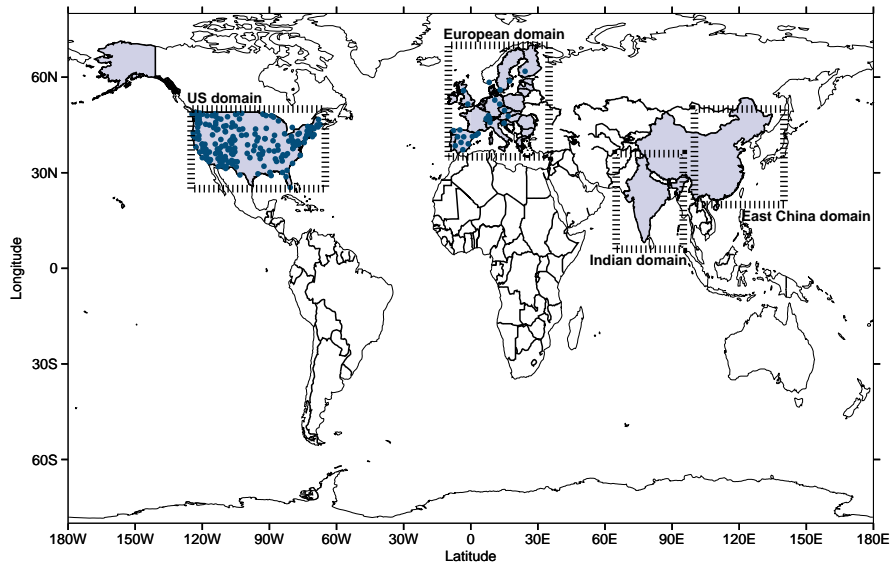 European domain
60N
US domain
30N
East China domain
Indian domain
0
Longitude
30S
60S
180W 150W 120W 90W 60W 30W 0 30E 60E 90E 120E 150E 180E
Latitude